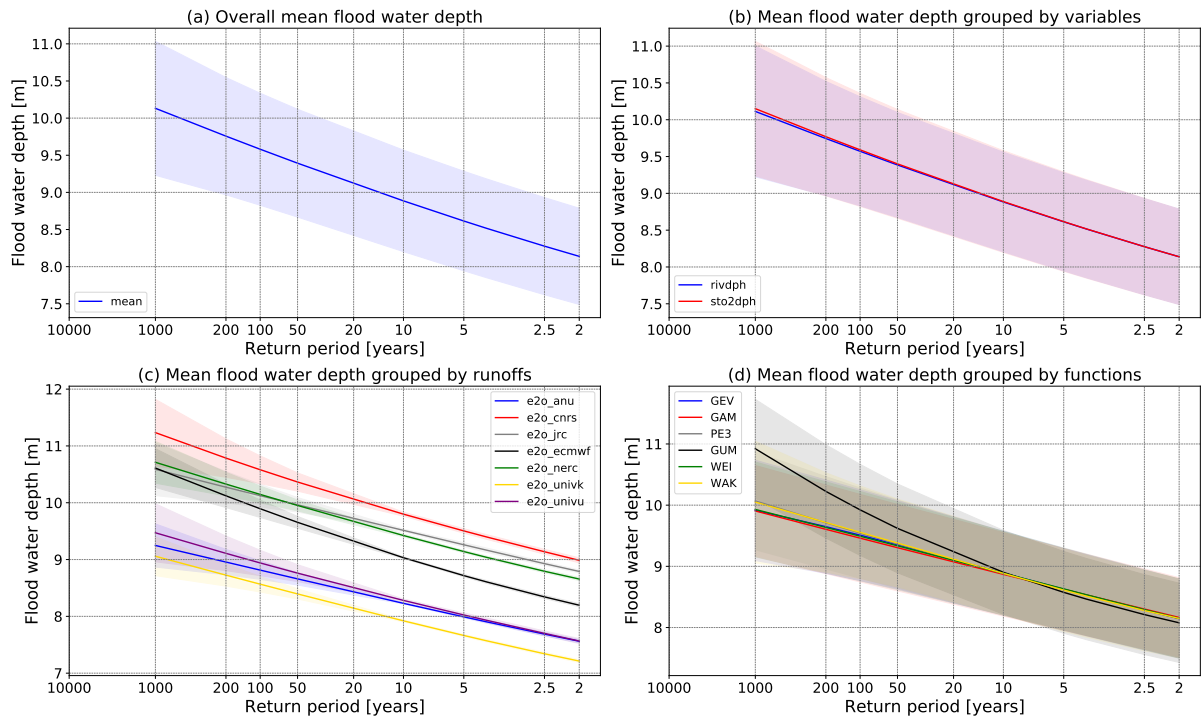 (a) Overall mean flood water depth
Flood water depth [m]
11.0
10.5
10.0
9.5
9.0
8.5
8.0
7.5
mean
10000 1000 200 100 50 20 10 5 2.5 2
Return period [years]
(b) Mean flood water depth grouped by variables
Flood water depth [m]
11.0
10.5
10.0
9.5
9.0
8.5
8.0
7.5
rivdph
sto2dph
10000 1000 200 100 50 20 10 5 2.5 2
Return period [years]
(c) Mean flood water depth grouped by runoffs
Flood water depth [m]
12
11
10
9
8
7
e2o_anu
e2o_cnrs
e2o_jrc
e2o_ecmwf
e2o_nerc
e2o_univk
e2o_univu
10000 1000 200 100 50 20 10 5 2.5 2
Return period [years]
(d) Mean flood water depth grouped by functions
Flood water depth [m]
11
10
9
8
GEV
GAM
PE3
GUM
WEI
WAK
10000 1000 200 100 50 20 10 5 2.5 2
Return period [years]